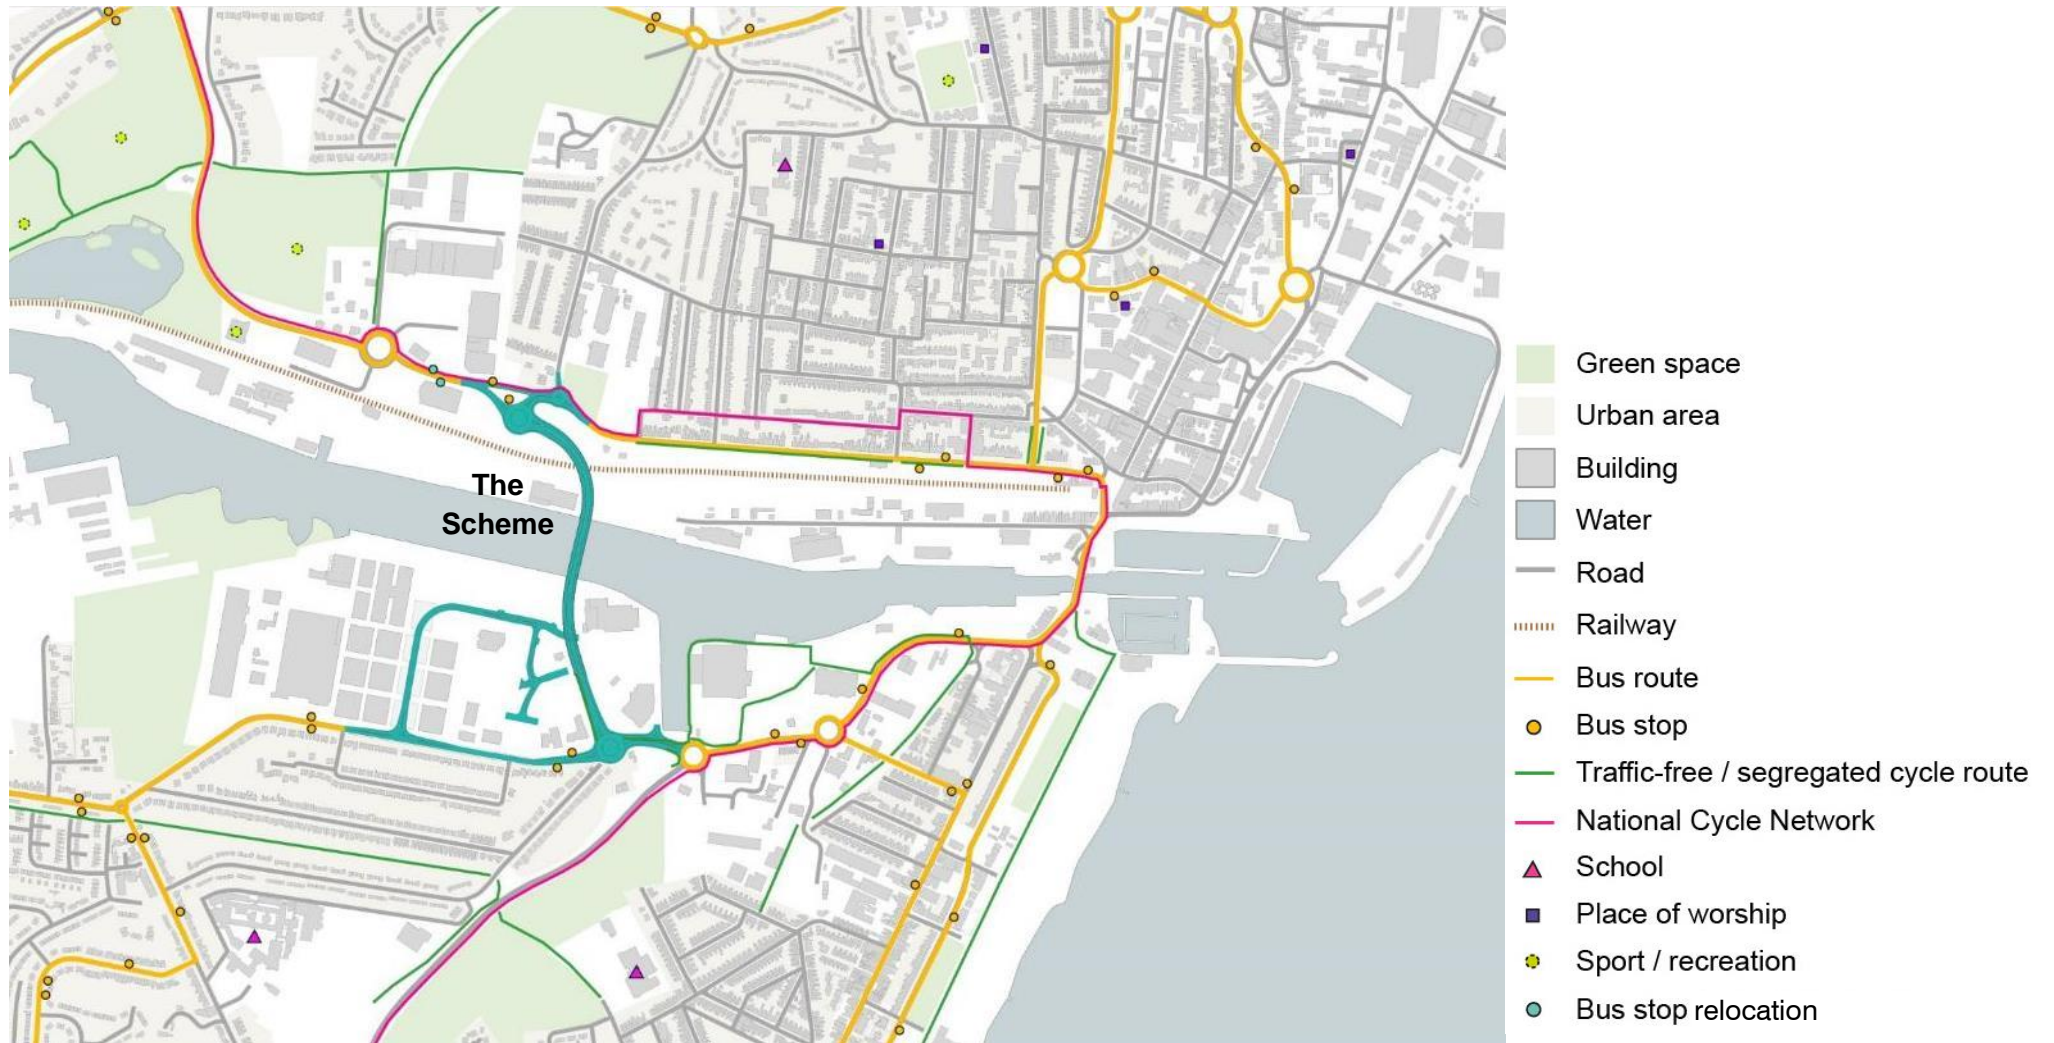 The
Scheme
Green space
Urban area
Building
Water
Road
Railway
Bus route
Bus stop
Traffic-free / segregated cycle route
National Cycle Network
School
Place of worship
Sport / recreation
Bus stop relocation